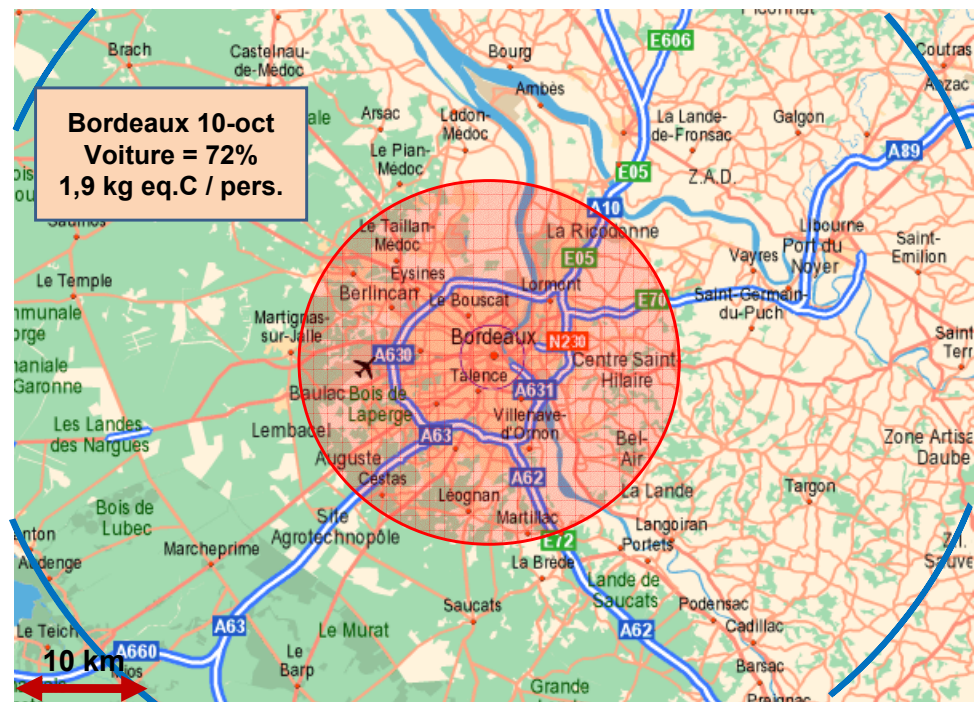 Brach
Castelnau-
de-Médoc
Bourg
E606
Coutras
Ambès
Bordeaux 10-oct
Voiture = 72%
1,9 kg eq.C / pers.
Arsac
Ludon-
Médoc
La Lande-
de-Fronsac
Galgon
A89
Le Pian-
Médoc
E05
Z.A.D.
A10
Le Taillan-
Médoc
La Ricodonne
Libourne
Port du
Noyer
Saint-
Emilion
Saumos
E05
Vayres
Le Temple
Eysines
Berlincan
Le Bouscat
Lormont
E70
Saint-Germain-
du-Puch
Martignas-
sur-Jalle
Bordeaux
N230
A630
Talence
Centre Saint-
Hilaire
A631
Baulac
Bois de
Laperge
Les Landes
des Nargues
Lembadel
A63
Villenave-
d'Ornon
Bel-
Air
Zone Artisa
Daube
Auguste
Cestas
A62
La Lande
Targon
Bois de
Lubec
Léognan
Martillac
Site
Agrotechnopôle
Langoiran
Portets
Marcheprime
E72
La Brède
Audenge
Lande de
Saucats
Saucats
Podensac
Cadillac
Le Teich
A63
Le Murat
A62
A660
10 km
Mios
Le
Barp
Barsac
Grande
Preignac